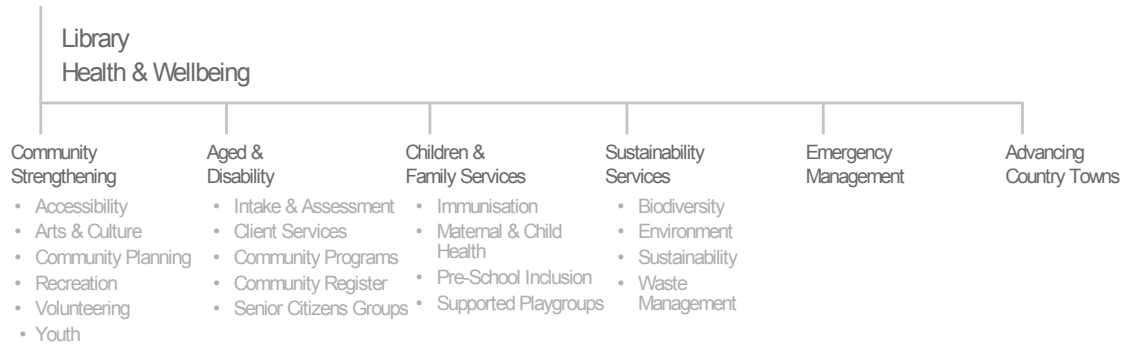 Library
Health & Wellbeing
Community
Strengthening
• Accessibility
• Arts & Culture
• Community Planning
• Recreation
• Volunteering
• Youth
Aged &
Disability
• Intake & Assessment
• Client Services
• Community Programs
• Community Register
• Senior Citizens Groups
Children &
Family Services
• Immunisation
• Maternal & Child
Health
• Pre-School Inclusion
• Supported Playgroups
Sustainability
Services
• Biodiversity
• Environment
• Sustainability
• Waste
Management
Emergency
Management
Advancing
Country Towns